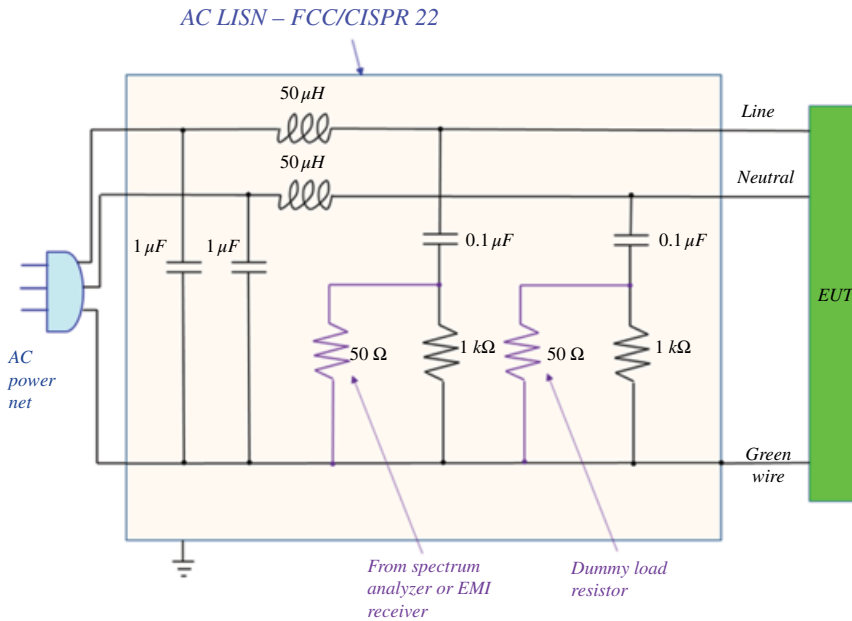 AC LISN – FCC/CISPR 22
50 µH
Line
50 µH
Neutral
1 µF
1 µF
0.1 µF
0.1 µF
EUT
50 Ω
1 kΩ
50 Ω
1 kΩ
AC
power
net
Green
wire
From spectrum
analyzer or EMI
receiver
Dummy load
resistor